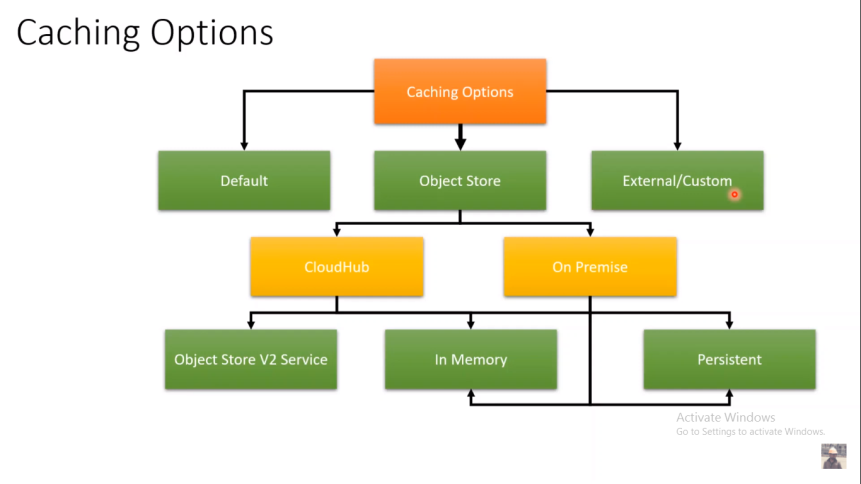 Caching Options
Caching Options
Default
Object Store
External/Custom
CloudHub
On Premise
Object Store V2 Service
In Memory
Persistent
Activate Windows
Go to Settings to activate Windows.